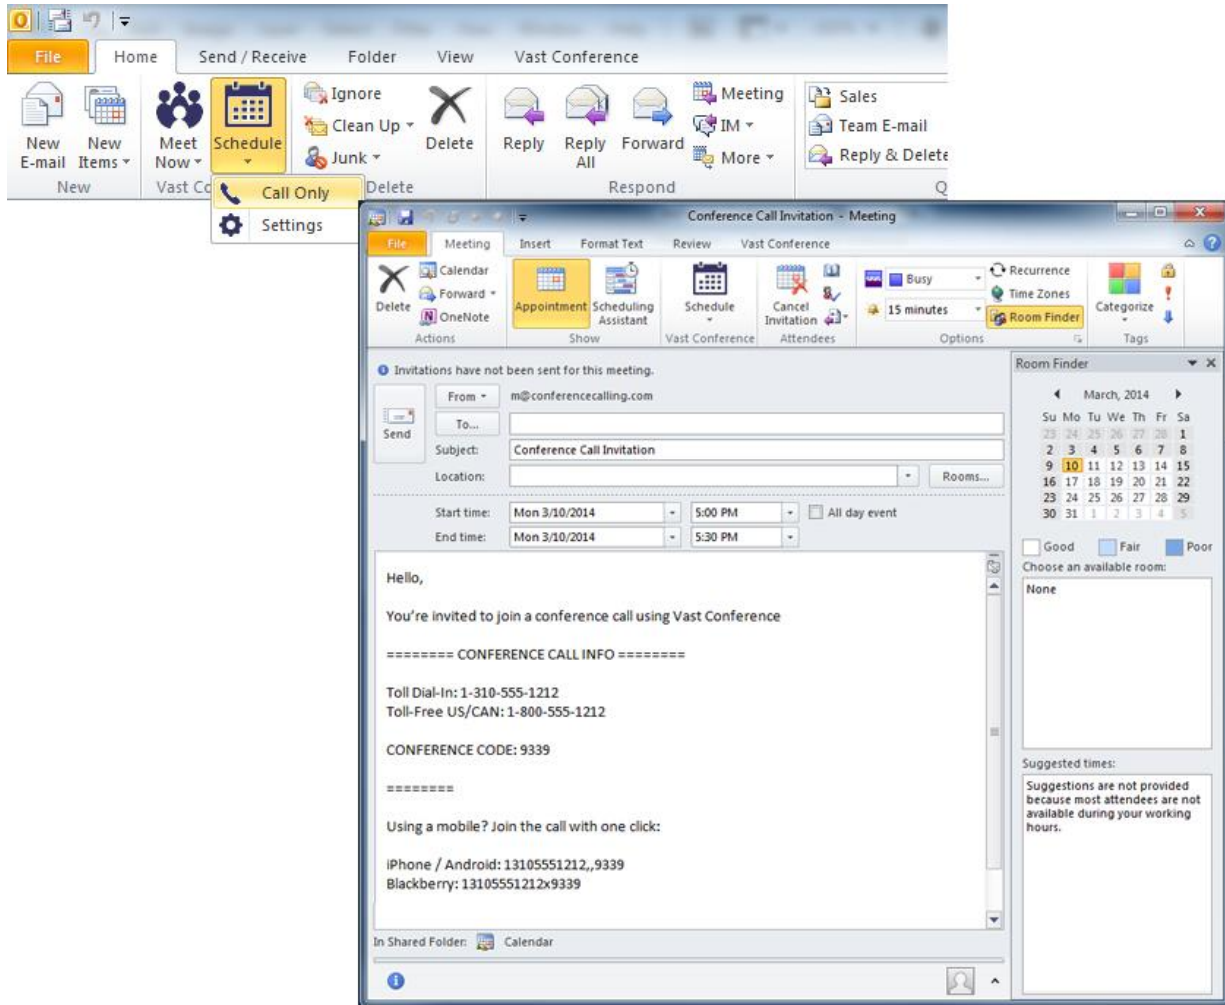 File Home Send / Receive Folder View Vast Conference
New E-mail
New Items
Meet Now
Schedule
Ignore
Clean Up
Junk
Delete
Reply
Reply All
Forward
Meeting
IM
More
Sales
Team E-mail
Reply & Delete
New Vast Co Delete Respond Q
Call Only
Settings
Conference Call Invitation - Meeting
File Meeting Insert Format Text Review Vast Conference
Delete
Calendar
Forward
OneNote
Appointment
Scheduling Assistant
Schedule
Cancel Invitation
Busy
15 minutes
Recurrence
Time Zones
Room Finder
Categorize
Actions Show Vast Conference Attendees Options Tags
Invitations have not been sent for this meeting.
Send
From m@conferencecalling.com
To...
Subject: Conference Call Invitation
Location: Rooms...
Start time: Mon 3/10/2014 5:00 PM All day event
End time: Mon 3/10/2014 5:30 PM
Hello,
You're invited to join a conference call using Vast Conference
======== CONFERENCE CALL INFO ========
Toll Dial-In: 1-310-555-1212
Toll-Free US/CAN: 1-800-555-1212
CONFERENCE CODE: 9339
========
Using a mobile? Join the call with one click:
iPhone / Android: 13105551212,,9339
Blackberry: 13105551212x9339
In Shared Folder: Calendar
Room Finder
March, 2014
Su Mo Tu We Th Fr Sa
23 24 25 26 27 28 1
2 3 4 5 6 7 8
9 10 11 12 13 14 15
16 17 18 19 20 21 22
23 24 25 26 27 28 29
30 31 1 2 3 4 5
Good Fair Poor
Choose an available room:
None
Suggested times:
Suggestions are not provided
because most attendees are not
available during your working
hours.